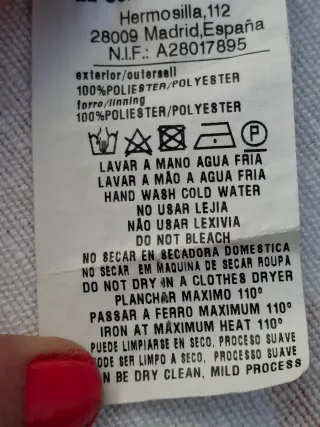 Hermosilla,112
28009 Madrid,España
N.I.F.: A28017895
exterior/outersell
100%POLIESTER/POLYESTER
forro/linning
100%POLIESTER/POLYESTER
P
LAVAR A MANO AGUA FRIA
LAVAR A MÃO A AGUA FRIA
HAND WASH COLD WATER
NO USAR LEJIA
NÃO USAR LEXIVIA
DO NOT BLEACH
NO SECAR EN SECADORA DOMESTICA
NO SECAR EM MAQUINA DE SECAR ROUPA
DO NOT DRY IN A CLOTHES DRYER
PLANCHAR MAXIMO 110º
PASSAR A FERRO MAXIMUM 110º
IRON AT MÁXIMUM HEAT 110º
PUEDE LIMPIARSE EN SECO, PROCESO SUAVE
ODE SER LIMPO A SECO, PROCESSO SUAVE
N BE DRY CLEAN, MILD PROCESS